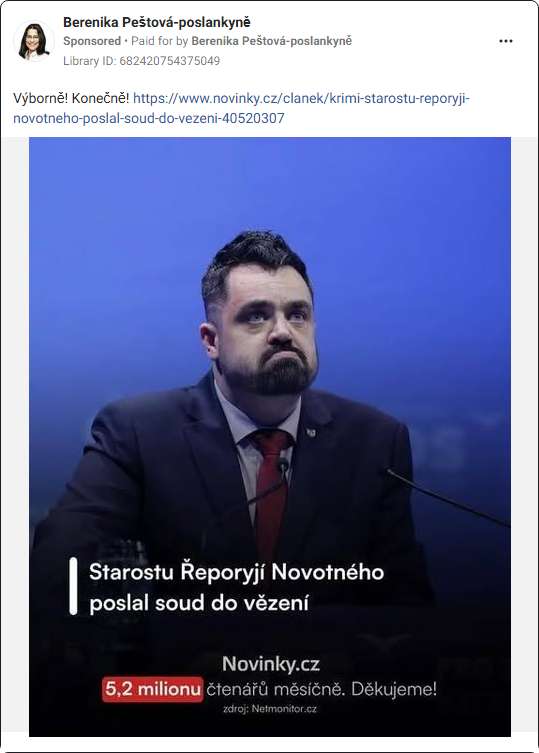 Berenika Peštová-poslankyně
Sponsored • Paid for by Berenika Peštová-poslankyně
Library ID: 682420754375049
Výborně! Konečně! https://www.novinky.cz/clanek/krimi-starostu-reporyji-
novotneho-poslal-soud-do-vezeni-40520307
Starostu Řeporyjí Novotného
poslal soud do vězení
Novinky.cz
5,2 milionu čtenářů měsíčně. Děkujeme!
zdroj: Netmonitor.cz